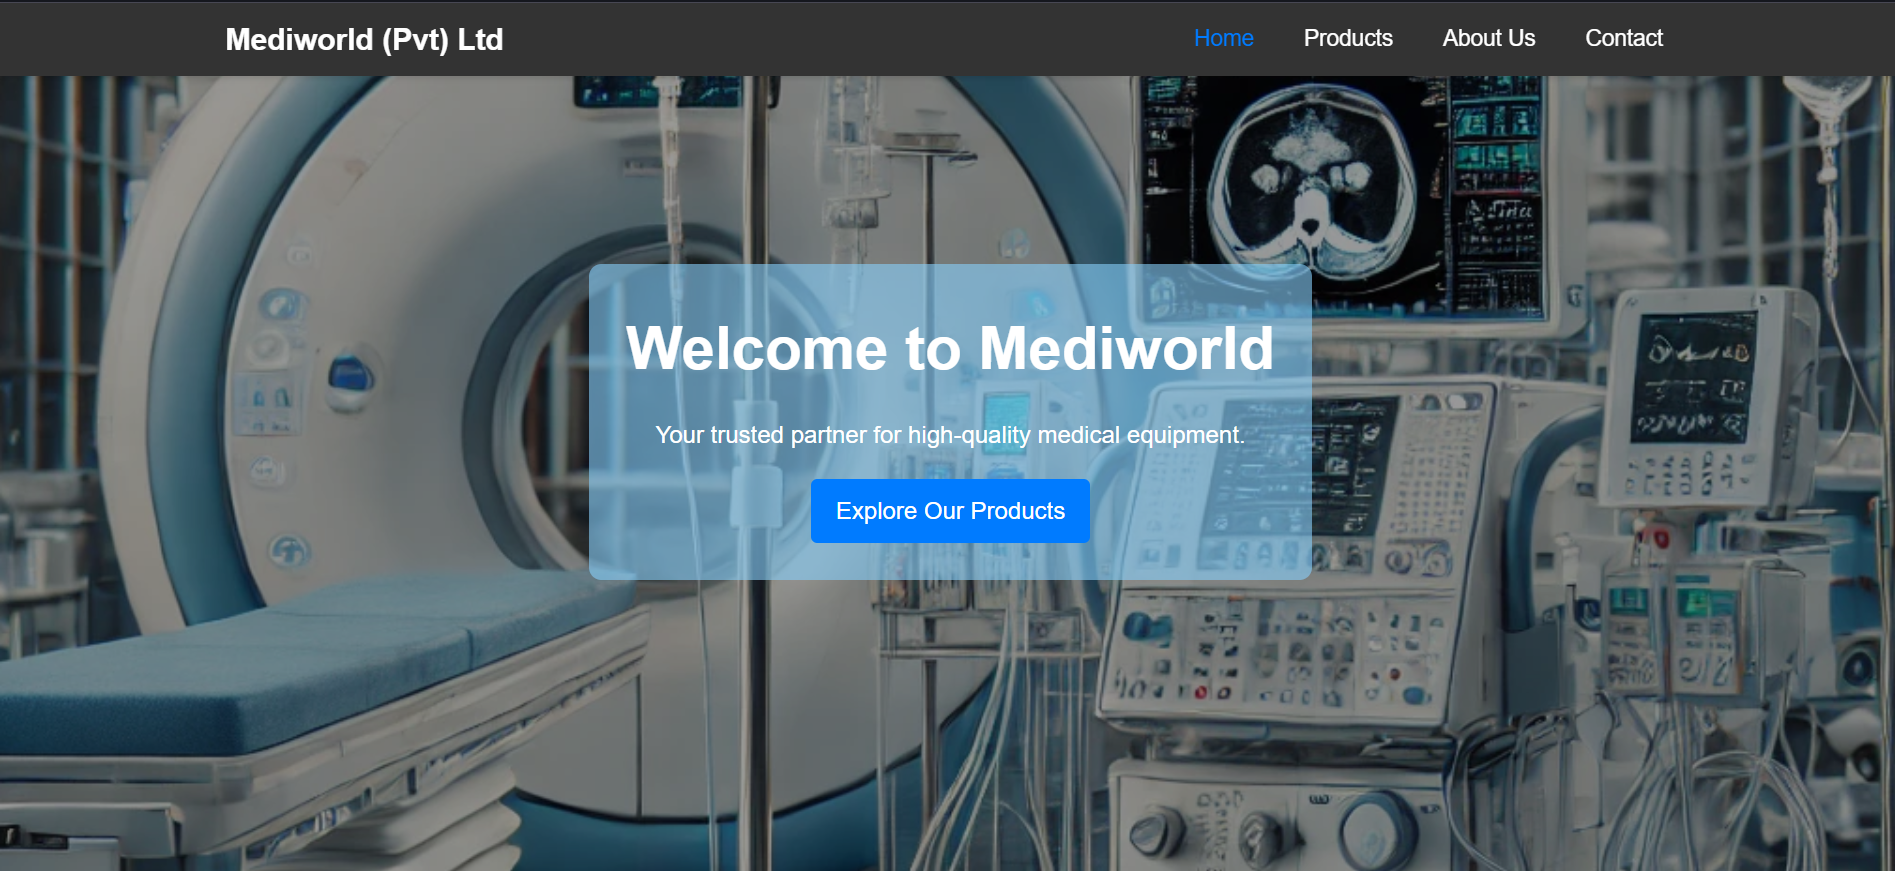 Mediworld (Pvt) Ltd
Home
Products
About Us
Contact
Welcome to Mediworld
Your trusted partner for high-quality medical equipment.
Explore Our Products